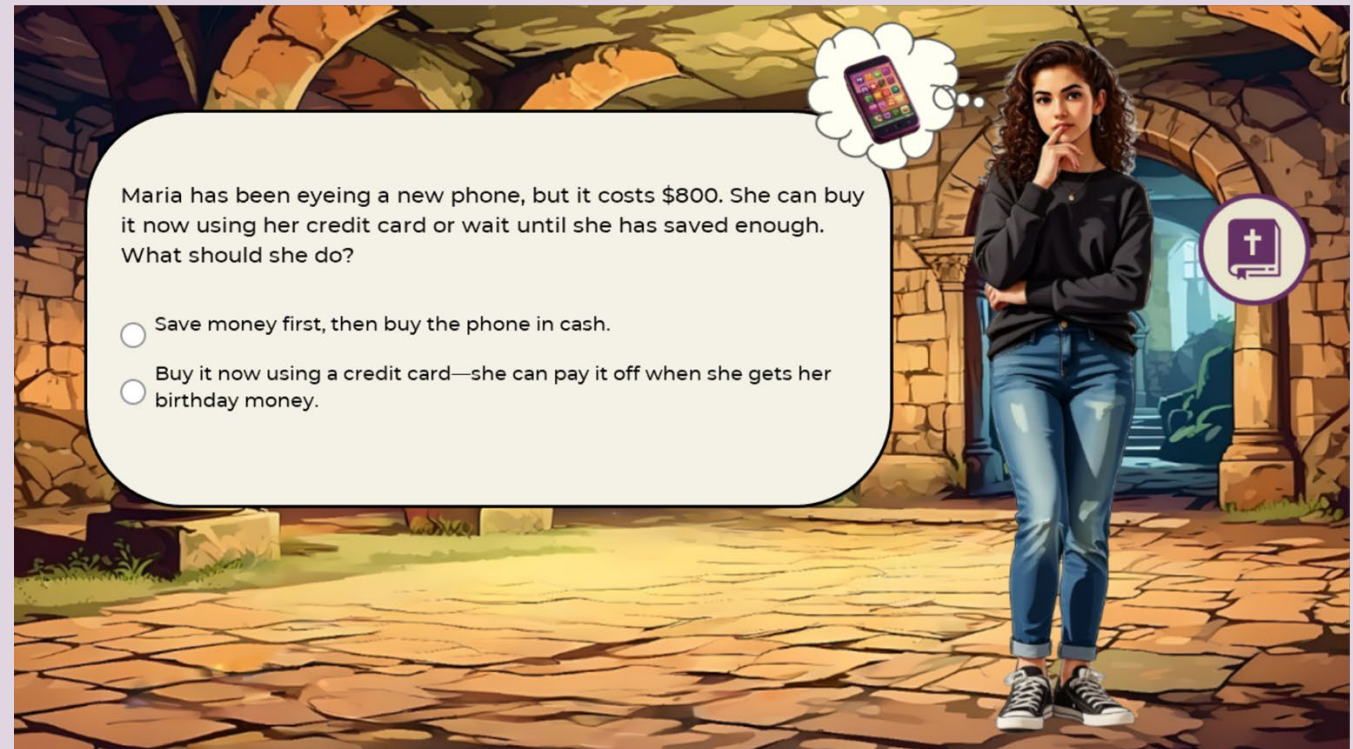 Maria has been eyeing a new phone, but it costs $800. She can buy
it now using her credit card or wait until she has saved enough.
What should she do?
Save money first, then buy the phone in cash.
Buy it now using a credit card—she can pay it off when she gets her
birthday money.